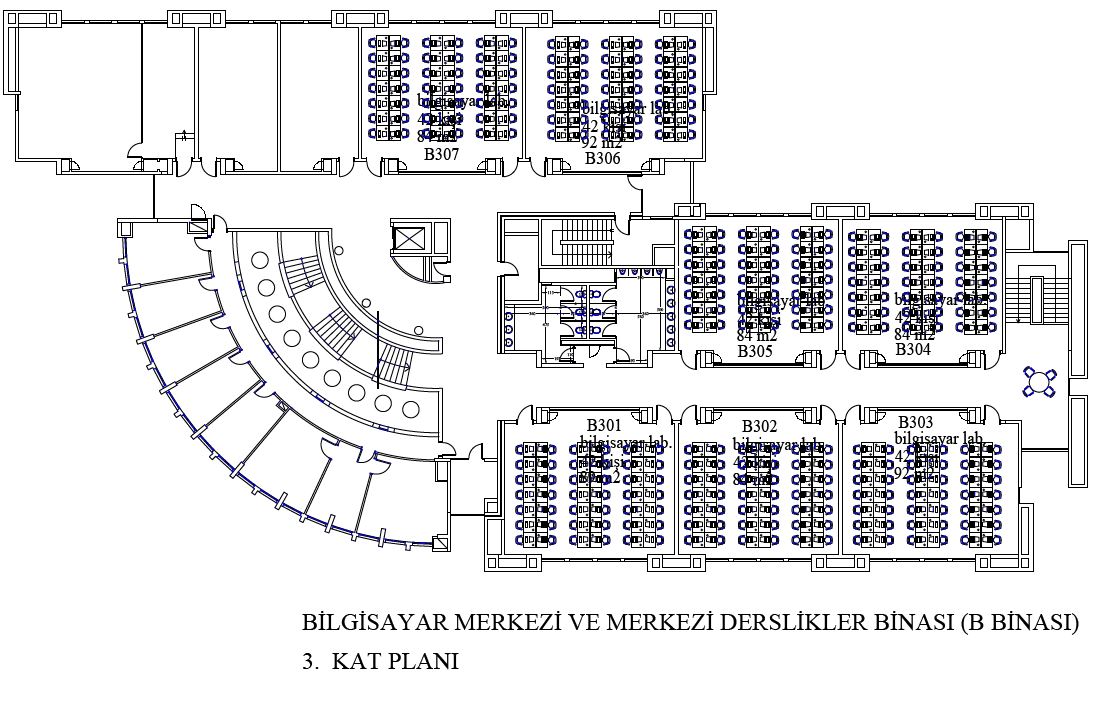 bilgisayar lab.
42 kişi
84 m2
B307
bilgisayar lab.
42 kişi
92 m2
B306
bilgisayar lab.
42 kişi
84 m2
B305
bilgisayar lab.
42 kişi
84 m2
B304
B301
bilgisayar lab.
42 kişi
m2
B302
bilgisayar lab.
42 kişi
m2
B303
bilgisayar lab.
42 kişi
92 m2
BİLGİSAYAR MERKEZİ VE MERKEZİ DERSLİKLER BİNASI (B BİNASI)
3. KAT PLANI